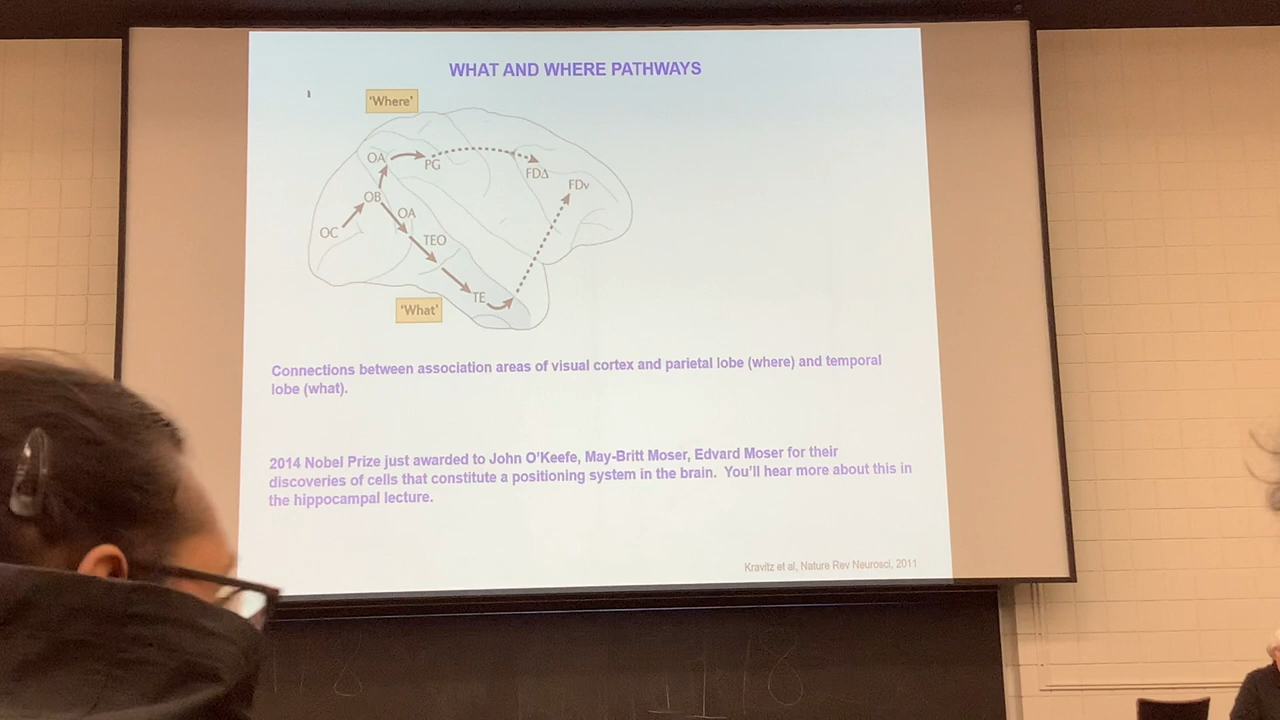 WHAT AND WHERE PATHWAYS
'Where'
OA
PG
FDΔ
FDv
OB
OA
OC
TEO
TE
'What'
Connections between association areas of visual cortex and parietal lobe (where) and temporal
lobe (what).
2014 Nobel Prize just awarded to John O'Keefe, May-Britt Moser, Edvard Moser for their
discoveries of cells that constitute a positioning system in the brain. You'll hear more about this in
the hippocampal lecture.
Kravitz et al, Nature Rev Neurosci, 2011